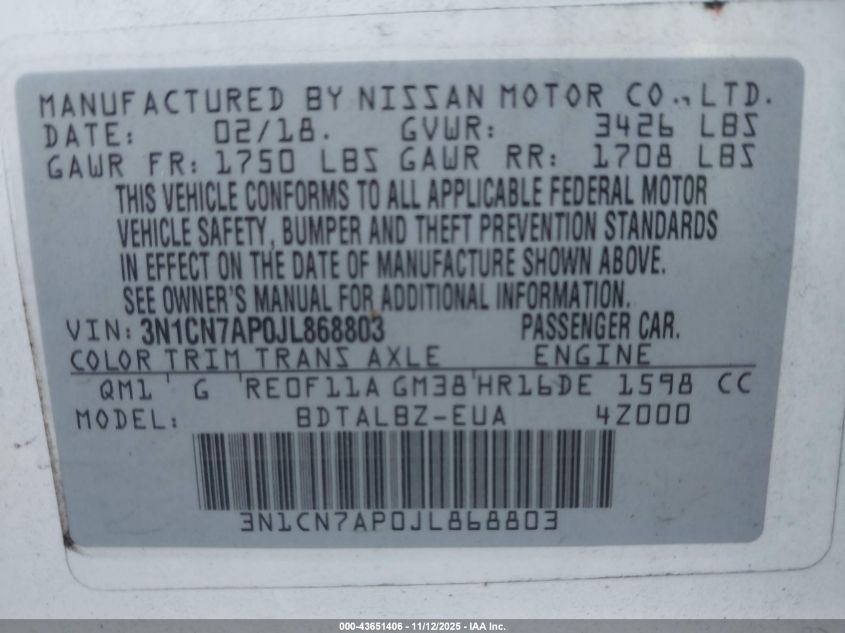 MANUFACTURED BY NISSAN MOTOR CO., LTD.
DATE: 02/18. GVWR: 3426 LBS
GAWR FR: 1750 LBS GAWR RR: 1708 LBS
THIS VEHICLE CONFORMS TO ALL APPLICABLE FEDERAL MOTOR
VEHICLE SAFETY, BUMPER AND THEFT PREVENTION STANDARDS
IN EFFECT ON THE DATE OF MANUFACTURE SHOWN ABOVE.
SEE OWNER'S MANUAL FOR ADDITIONAL INFORMATION.
VIN: 3N1CN7AP0JL868803 PASSENGER CAR.
COLOR TRIM TRANS AXLE ENGINE
QM1 G RE0F11A GM38 HR16DE 1598 CC
MODEL: BDTALBZ-EUA 4Z000
3N1CN7AP0JL868803
000-43651406 - 11/12/2025 - IAA Inc.